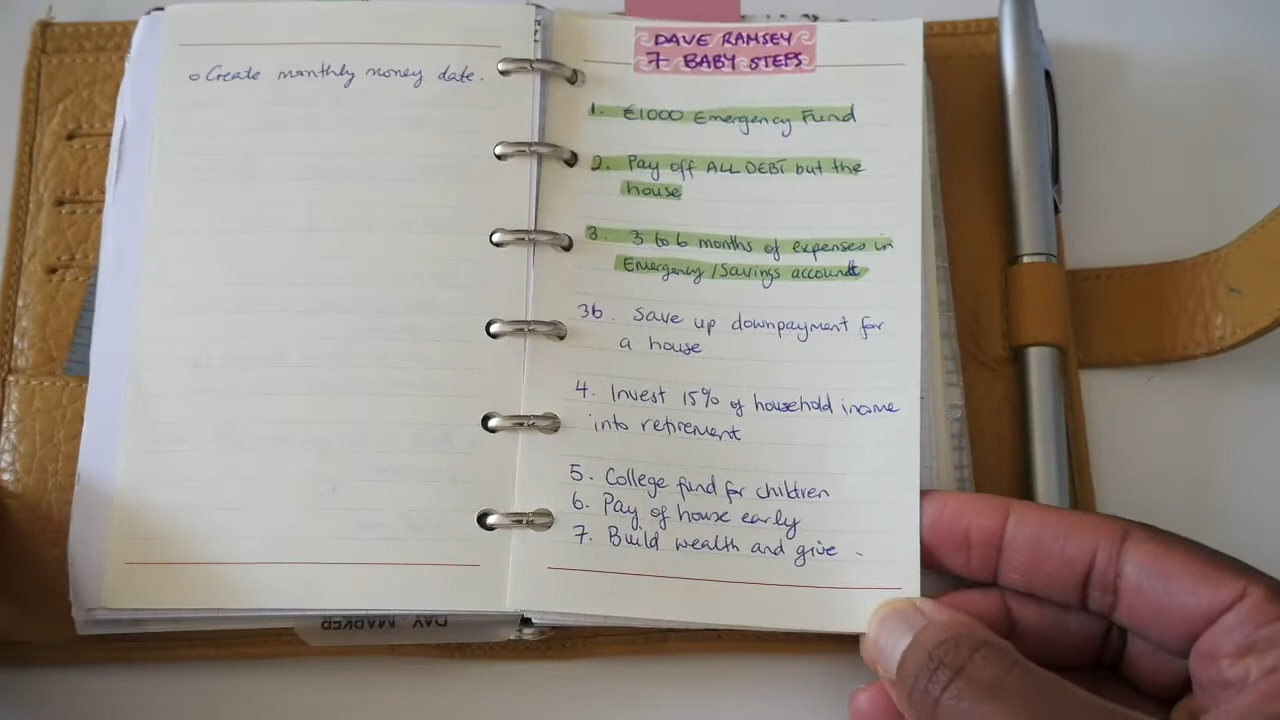 o Create monthly money date.
DAVE RAMSEY
7 BABY STEPS
1. €1000 Emergency Fund
2. Pay off ALL DEBT but the
house
3. 3 to 6 months of expenses in
Emergency / Savings account
3b. Save up downpayment for
a house
4. Invest 15% of household income
into retirement
5. College fund for children
6. Pay of house early
7. Build wealth and give.
DAY MARKER